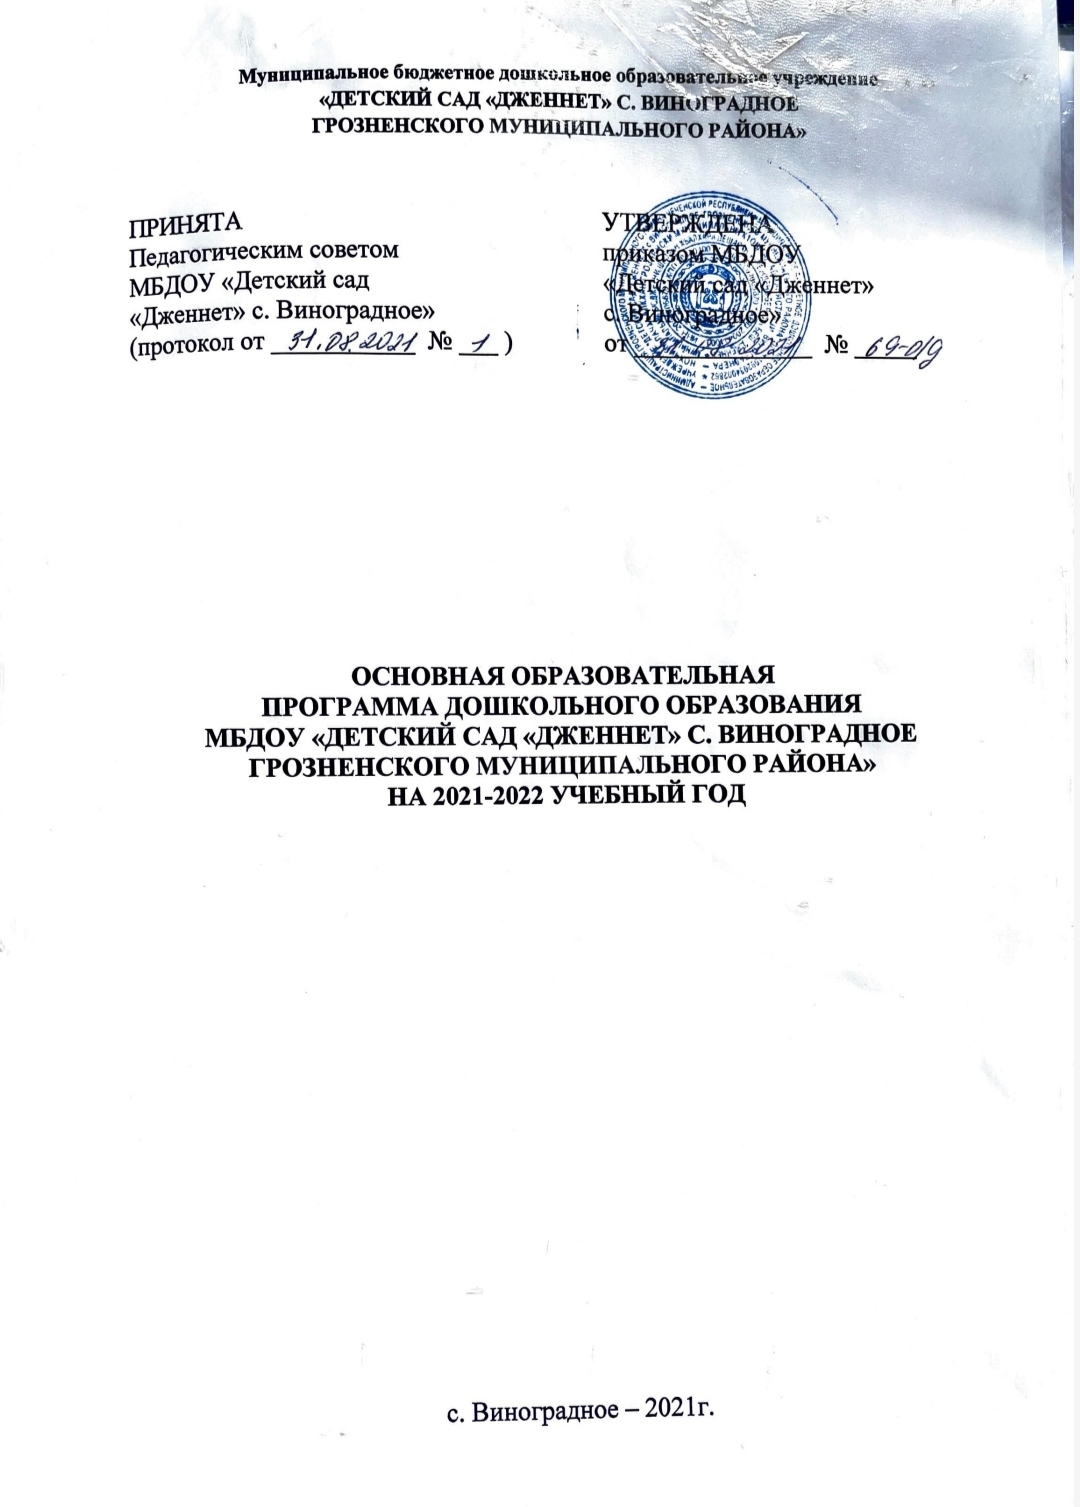 Муниципальное бюджетное дошкольное образовательное учреждение
«ДЕТСКИЙ САД «ДЖЕННЕТ» С. ВИНОГРАДНОЕ
ГРОЗНЕНСКОГО МУНИЦИПАЛЬНОГО РАЙОНА»
ПРИНЯТА
Педагогическим советом
МБДОУ «Детский сад
«Дженнет» с. Виноградное»
(протокол от 31.08.2021 № 1 )
УТВЕРЖДЕНА
приказом МБДОУ
«Детский сад «Дженнет»
с. Виноградное»
от 2021 № 69-о/д
ОСНОВНАЯ ОБРАЗОВАТЕЛЬНАЯ
ПРОГРАММА ДОШКОЛЬНОГО ОБРАЗОВАНИЯ
МБДОУ «ДЕТСКИЙ САД «ДЖЕННЕТ» С. ВИНОГРАДНОЕ
ГРОЗНЕНСКОГО МУНИЦИПАЛЬНОГО РАЙОНА»
НА 2021-2022 УЧЕБНЫЙ ГОД
с. Виноградное – 2021г.